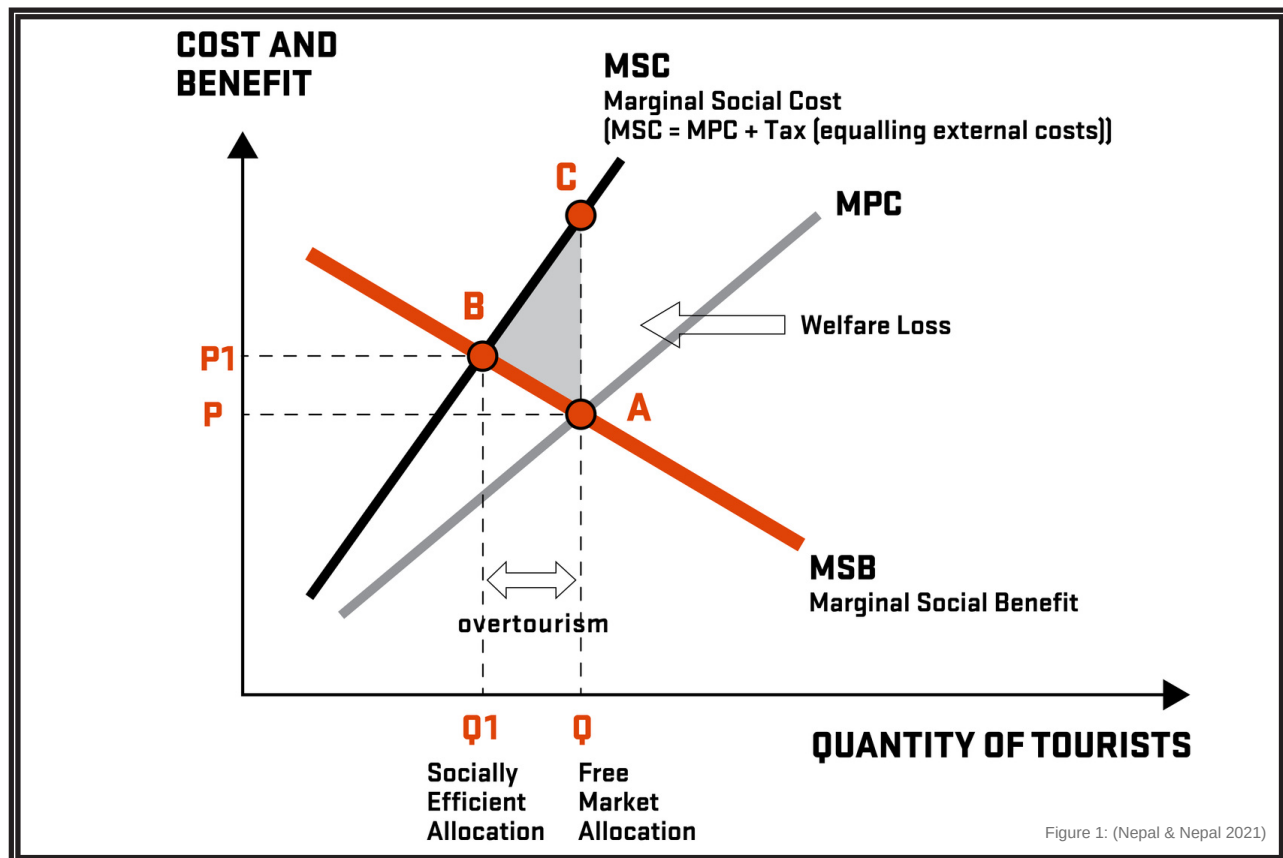 COST AND
BENEFIT
MSC
Marginal Social Cost
(MSC = MPC + Tax (equalling external costs))
C
MPC
B
Welfare Loss
P1
P
A
MSB
Marginal Social Benefit
overtourism
Q1
Q
QUANTITY OF TOURISTS
Socially
Efficient
Allocation
Free
Market
Allocation
Figure 1: (Nepal & Nepal 2021)